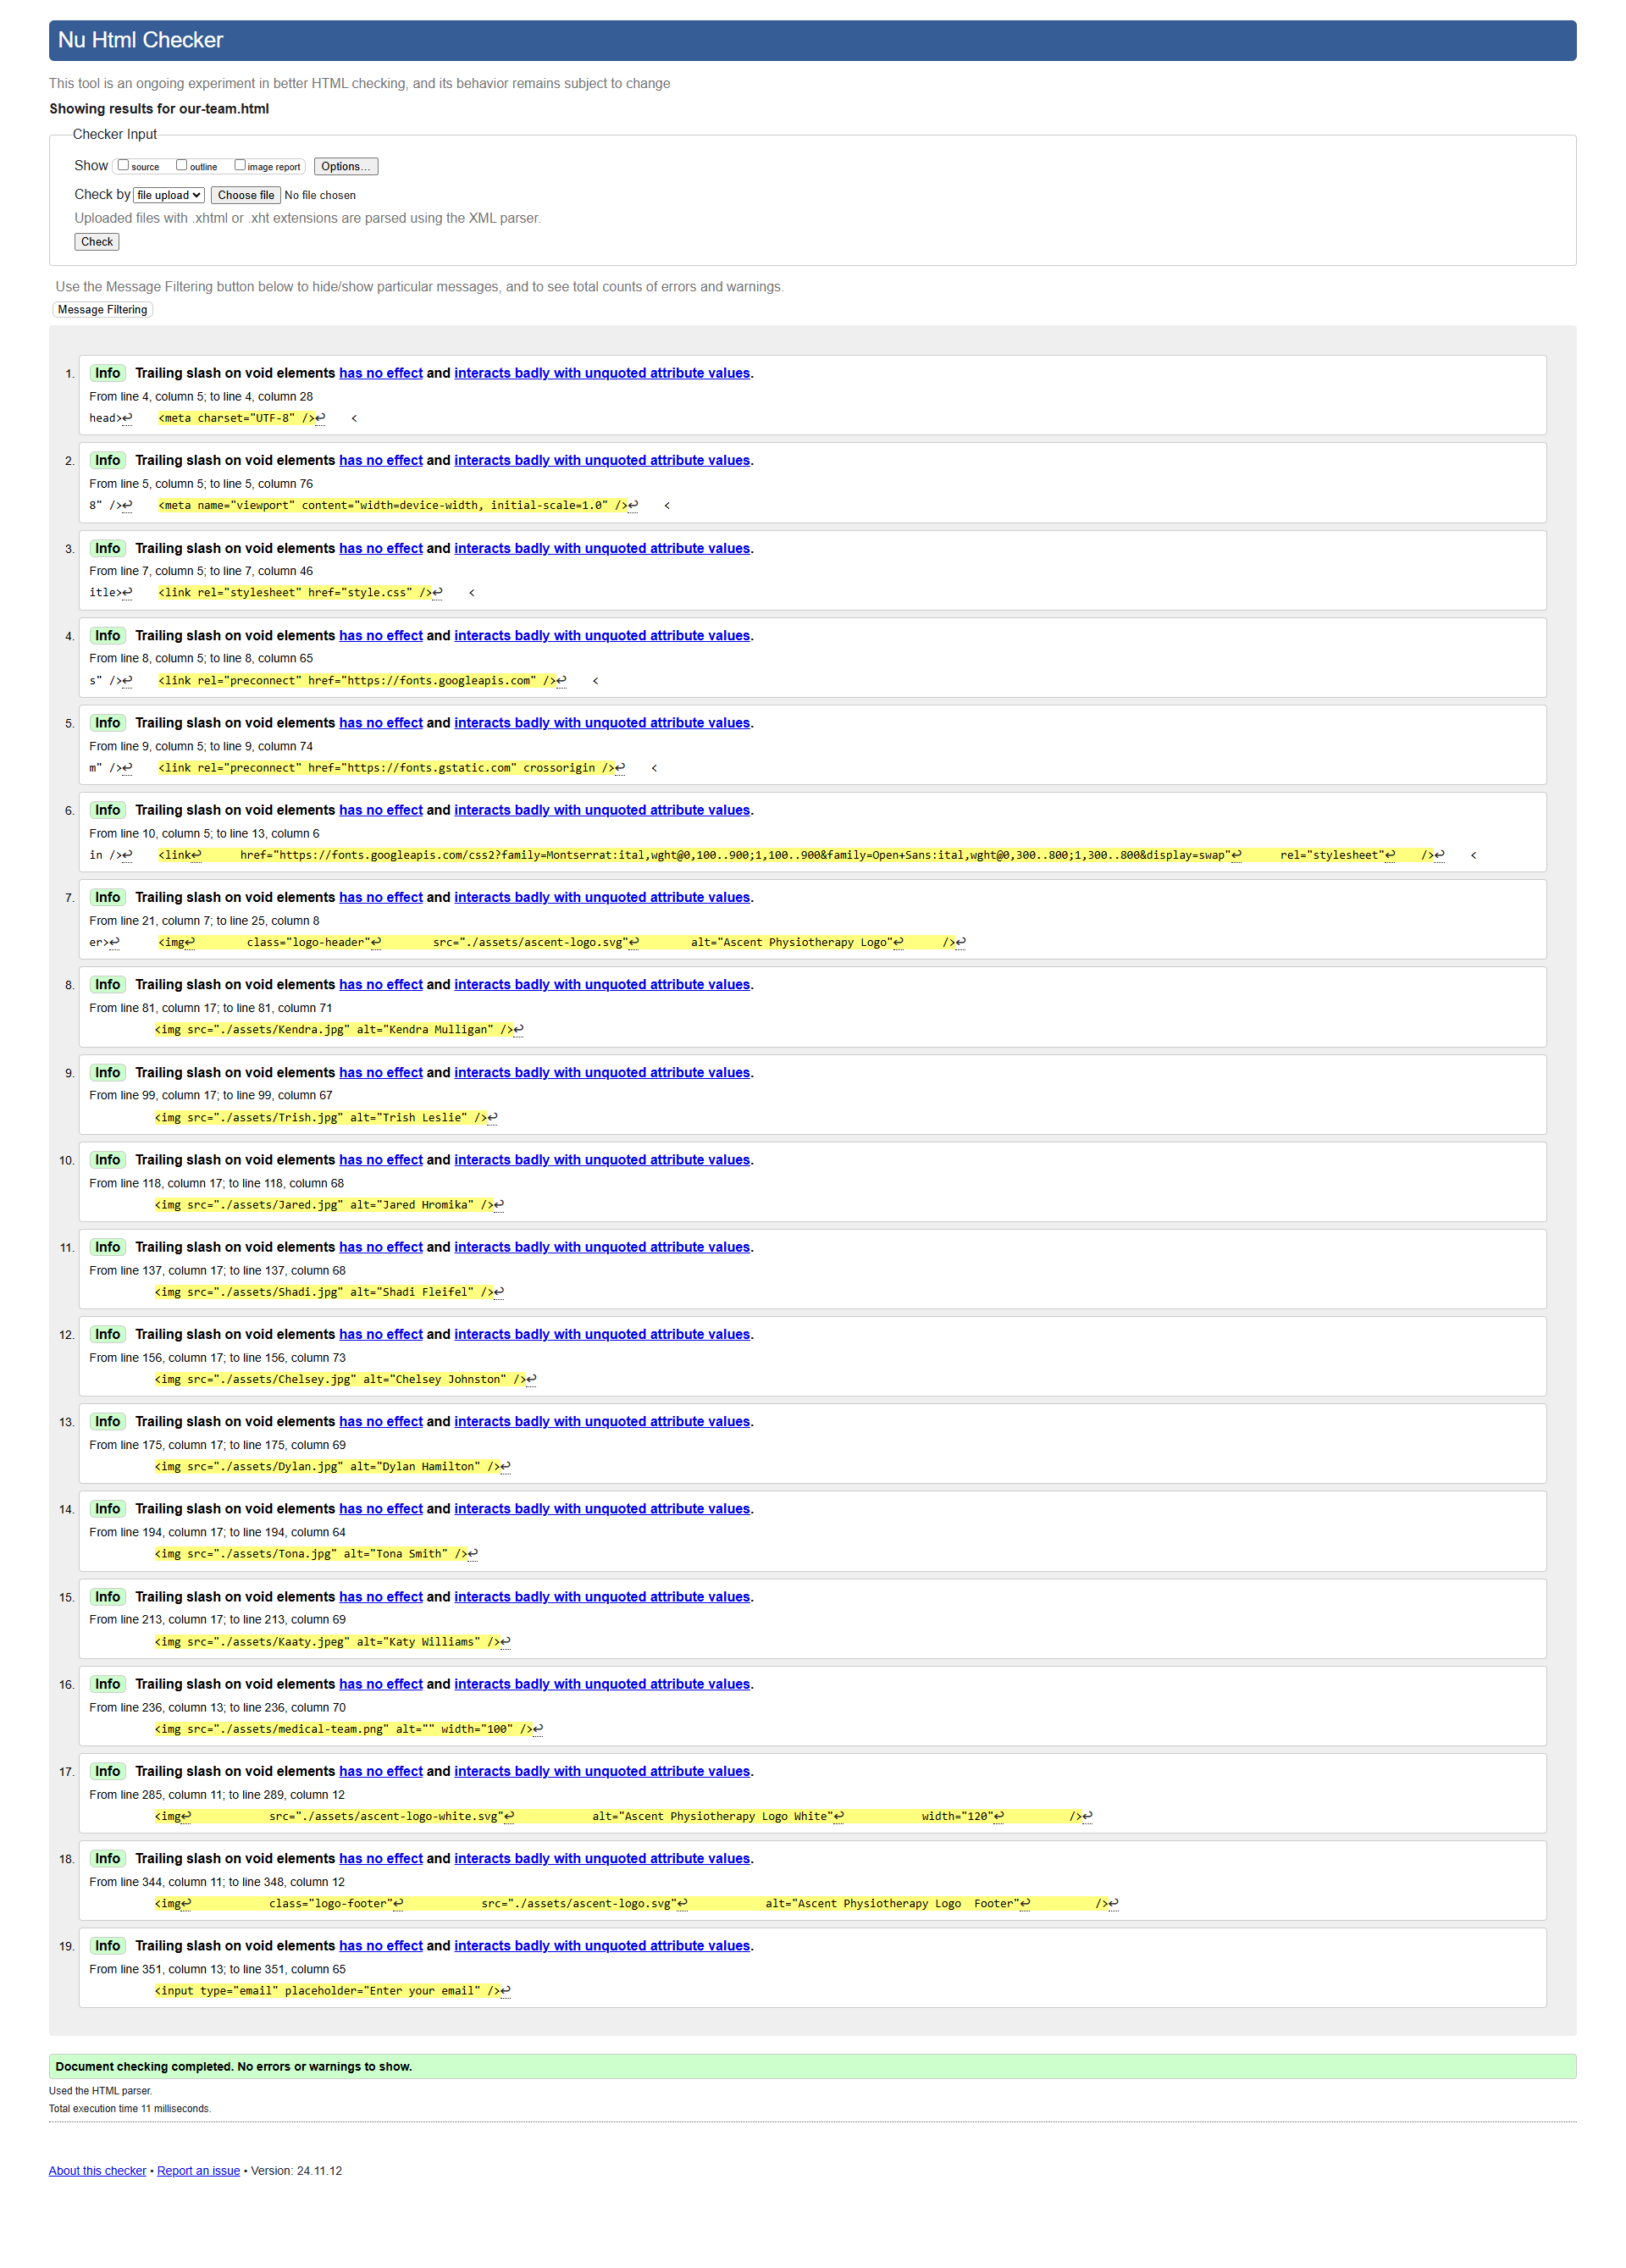 Nu Html Checker
This tool is an ongoing experiment in better HTML checking, and its behavior remains subject to change
Showing results for our-team.html
Checker Input
Show source outline image report Options...
Check by file upload Choose file No file chosen
Uploaded files with .xhtml or .xht extensions are parsed using the XML parser.
Check
Use the Message Filtering button below to hide/show particular messages, and to see total counts of errors and warnings.
Message Filtering
1. Info Trailing slash on void elements has no effect and interacts badly with unquoted attribute values.
From line 4, column 5; to line 4, column 28
head>↩ <meta charset="UTF-8" />↩ <
2. Info Trailing slash on void elements has no effect and interacts badly with unquoted attribute values.
From line 5, column 5; to line 5, column 76
8" />↩ <meta name="viewport" content="width=device-width, initial-scale=1.0" />↩ <
3. Info Trailing slash on void elements has no effect and interacts badly with unquoted attribute values.
From line 7, column 5; to line 7, column 46
itle>↩ <link rel="stylesheet" href="style.css" />↩ <
4. Info Trailing slash on void elements has no effect and interacts badly with unquoted attribute values.
From line 8, column 5; to line 8, column 65
s" />↩ <link rel="preconnect" href="https://fonts.googleapis.com" />↩ <
5. Info Trailing slash on void elements has no effect and interacts badly with unquoted attribute values.
From line 9, column 5; to line 9, column 74
m" />↩ <link rel="preconnect" href="https://fonts.gstatic.com" crossorigin />↩ <
6. Info Trailing slash on void elements has no effect and interacts badly with unquoted attribute values.
From line 10, column 5; to line 13, column 6
in />↩ <link↩ href="https://fonts.googleapis.com/css2?family=Montserrat:ital,wght@0,100..900;1,100..900&family=Open+Sans:ital,wght@0,300..800;1,300..800&display=swap"↩ rel="stylesheet"↩ />↩ <
7. Info Trailing slash on void elements has no effect and interacts badly with unquoted attribute values.
From line 21, column 7; to line 25, column 8
er>↩ <img↩ class="logo-header"↩ src="./assets/ascent-logo.svg"↩ alt="Ascent Physiotherapy Logo"↩ />↩
8. Info Trailing slash on void elements has no effect and interacts badly with unquoted attribute values.
From line 81, column 17; to line 81, column 71
<img src="./assets/Kendra.jpg" alt="Kendra Mulligan" />↩
9. Info Trailing slash on void elements has no effect and interacts badly with unquoted attribute values.
From line 99, column 17; to line 99, column 67
<img src="./assets/Trish.jpg" alt="Trish Leslie" />↩
10. Info Trailing slash on void elements has no effect and interacts badly with unquoted attribute values.
From line 118, column 17; to line 118, column 68
<img src="./assets/Jared.jpg" alt="Jared Hromika" />↩
11. Info Trailing slash on void elements has no effect and interacts badly with unquoted attribute values.
From line 137, column 17; to line 137, column 68
<img src="./assets/Shadi.jpg" alt="Shadi Fleifel" />↩
12. Info Trailing slash on void elements has no effect and interacts badly with unquoted attribute values.
From line 156, column 17; to line 156, column 73
<img src="./assets/Chelsey.jpg" alt="Chelsey Johnston" />↩
13. Info Trailing slash on void elements has no effect and interacts badly with unquoted attribute values.
From line 175, column 17; to line 175, column 69
<img src="./assets/Dylan.jpg" alt="Dylan Hamilton" />↩
14. Info Trailing slash on void elements has no effect and interacts badly with unquoted attribute values.
From line 194, column 17; to line 194, column 64
<img src="./assets/Tona.jpg" alt="Tona Smith" />↩
15. Info Trailing slash on void elements has no effect and interacts badly with unquoted attribute values.
From line 213, column 17; to line 213, column 69
<img src="./assets/Kaaty.jpeg" alt="Katy Williams" />↩
16. Info Trailing slash on void elements has no effect and interacts badly with unquoted attribute values.
From line 236, column 13; to line 236, column 70
<img src="./assets/medical-team.png" alt="" width="100" />↩
17. Info Trailing slash on void elements has no effect and interacts badly with unquoted attribute values.
From line 285, column 11; to line 289, column 12
<img↩ src="./assets/ascent-logo-white.svg"↩ alt="Ascent Physiotherapy Logo White"↩ width="120"↩ />↩
18. Info Trailing slash on void elements has no effect and interacts badly with unquoted attribute values.
From line 344, column 11; to line 348, column 12
<img↩ class="logo-footer"↩ src="./assets/ascent-logo.svg"↩ alt="Ascent Physiotherapy Logo  Footer"↩ />↩
19. Info Trailing slash on void elements has no effect and interacts badly with unquoted attribute values.
From line 351, column 13; to line 351, column 65
<input type="email" placeholder="Enter your email" />↩
Document checking completed. No errors or warnings to show.
Used the HTML parser.
Total execution time 11 milliseconds.
About this checker • Report an issue • Version: 24.11.12